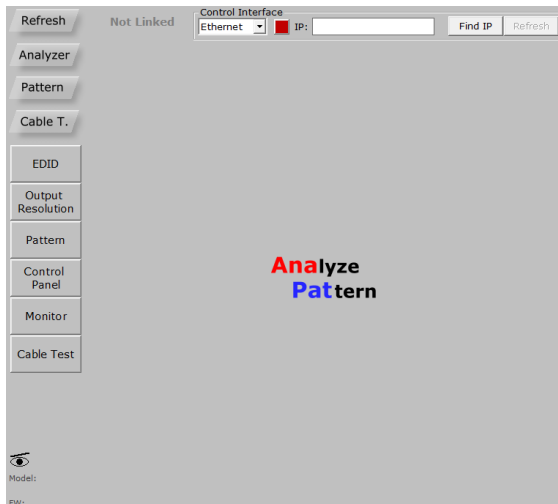 Refresh
Not Linked
Control Interface
Ethernet
IP:
Find IP
Refresh
Analyzer
Pattern
Cable T.
EDID
Output
Resolution
Pattern
Control
Panel
Monitor
Cable Test
Analyze
Pattern
Model:
FW: